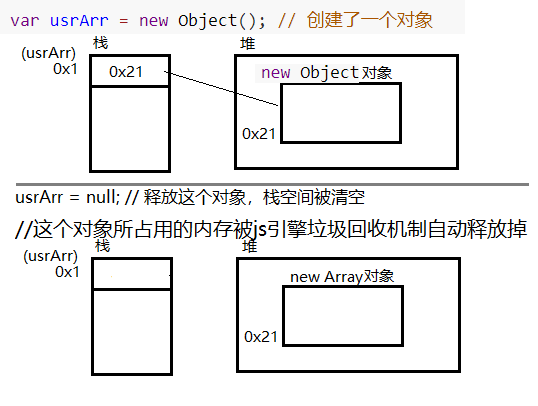 var usrArr = new Object(); // 创建了一个对象
栈 堆
(usrArr)
0x1 0x21 new Object对象
0x21
usrArr = null; // 释放这个对象，栈空间被清空
//这个对象所占用的内存被js引擎垃圾回收机制自动释放掉
栈 堆
(usrArr)
0x1 new Array对象
0x21